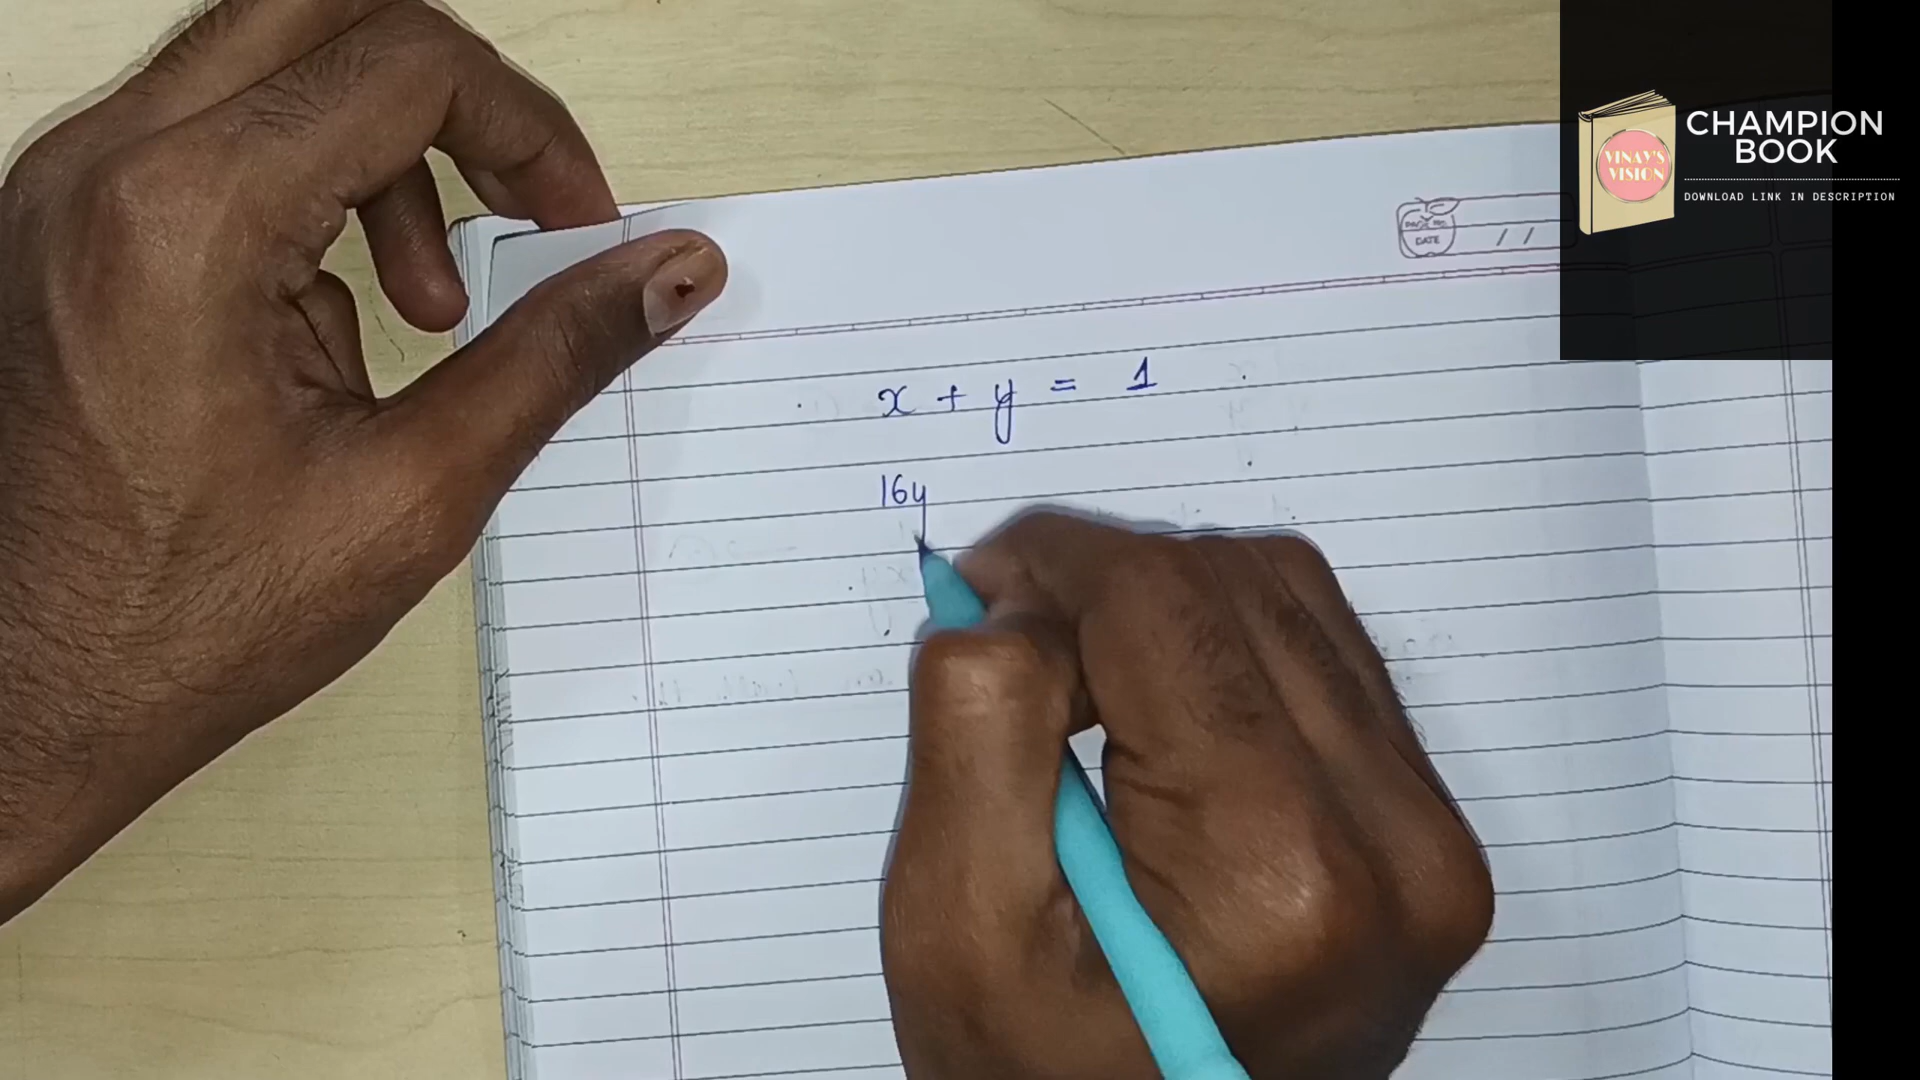 CHAMPION
BOOK
VINAY'S
VISION
DOWNLOAD LINK IN DESCRIPTION
DATE
/ /
x + y = 1
16y